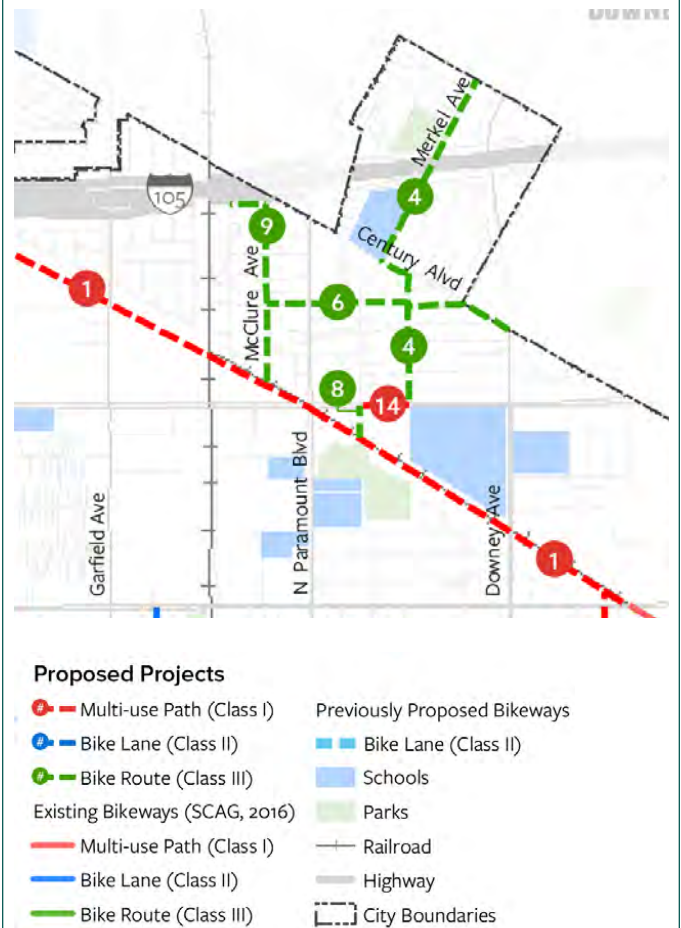 Merkel Ave
105
4
9
Century Alvd
McClure Ave
1
6
4
8
14
N Paramount Blvd
Garfield Ave
Downey Ave
1
Proposed Projects
# Multi-use Path (Class I)
# Bike Lane (Class II)
# Bike Route (Class III)
Existing Bikeways (SCAG, 2016)
Multi-use Path (Class I)
Bike Lane (Class II)
Bike Route (Class III)
Previously Proposed Bikeways
Bike Lane (Class II)
Schools
Parks
Railroad
Highway
City Boundaries